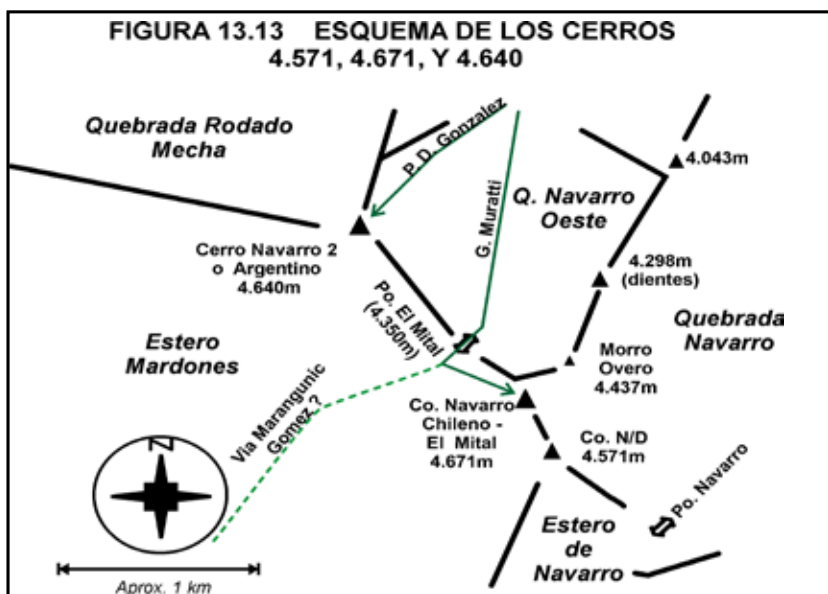 FIGURA 13.13 ESQUEMA DE LOS CERROS
4.571, 4.671, Y 4.640
Quebrada Rodado
Mecha
P. D. Gonzalez
G. Muratti
4.043m
Q. Navarro
Oeste
Cerro Navarro 2
o Argentino
4.640m
4.298m
(dientes)
Po. El Mital
(4.350m)
Quebrada
Navarro
Estero
Mardones
Morro
Overo
4.437m
Via Marangunic
Gomez ?
Co. Navarro
Chileno -
El Mital
4.671m
Co. N/D
4.571m
Po. Navarro
N
Estero
de
Navarro
Aprox. 1 km